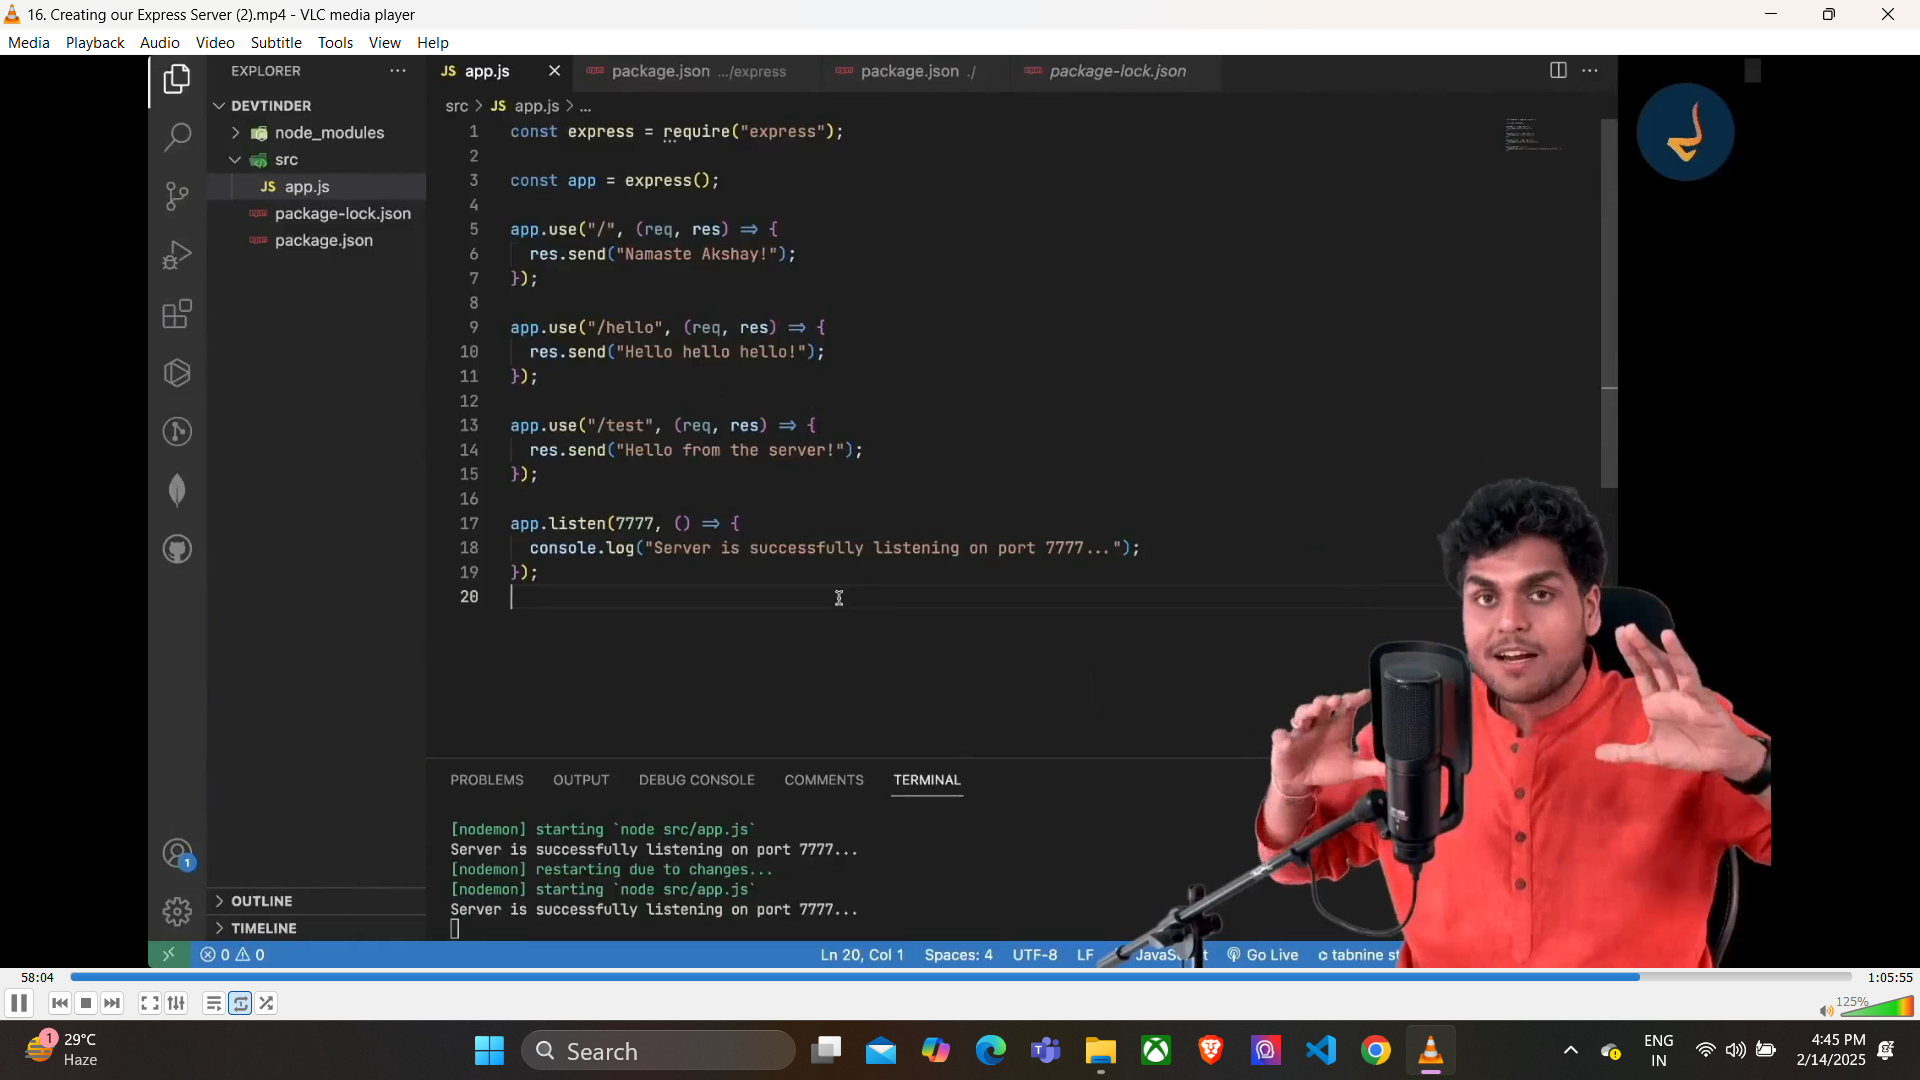 16. Creating our Express Server (2).mp4 - VLC media player
Media Playback Audio Video Subtitle Tools View Help
EXPLORER
JS app.js
package.json .../express
package.json ./
package-lock.json
DEVTINDER
node_modules
src
JS app.js
package-lock.json
package.json
src > JS app.js > ...
1 const express = require("express");
2
3 const app = express();
4
5 app.use("/", (req, res) => {
6 res.send("Namaste Akshay!");
7 });
8
9 app.use("/hello", (req, res) => {
10 res.send("Hello hello hello!");
11 });
12
13 app.use("/test", (req, res) => {
14 res.send("Hello from the server!");
15 });
16
17 app.listen(7777, () => {
18 console.log("Server is successfully listening on port 7777...");
19 });
20
PROBLEMS OUTPUT DEBUG CONSOLE COMMENTS TERMINAL
[nodemon] starting `node src/app.js`
Server is successfully listening on port 7777...
[nodemon] restarting due to changes...
[nodemon] starting `node src/app.js`
Server is successfully listening on port 7777...
1
OUTLINE
TIMELINE
0 0 Ln 20, Col 1 Spaces: 4 UTF-8 LF Go Live tabnine
58:04 1:05:55
125%
1
29°C
Haze
Search
ENG
IN
4:45 PM
2/14/2025